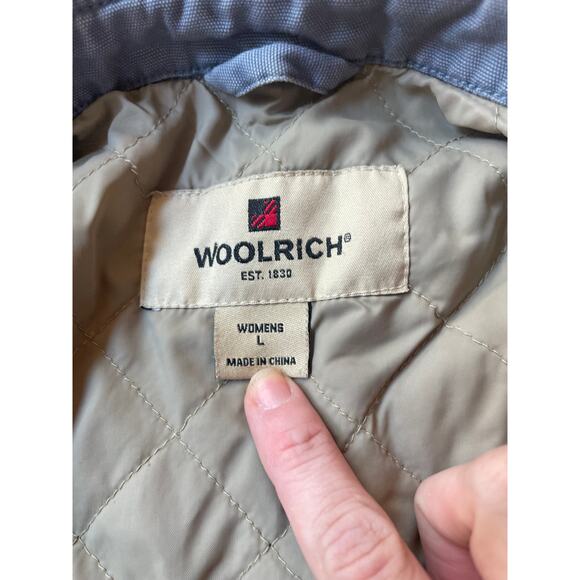 WOOLRICH®
EST. 1830
WOMENS
L
MADE IN CHINA